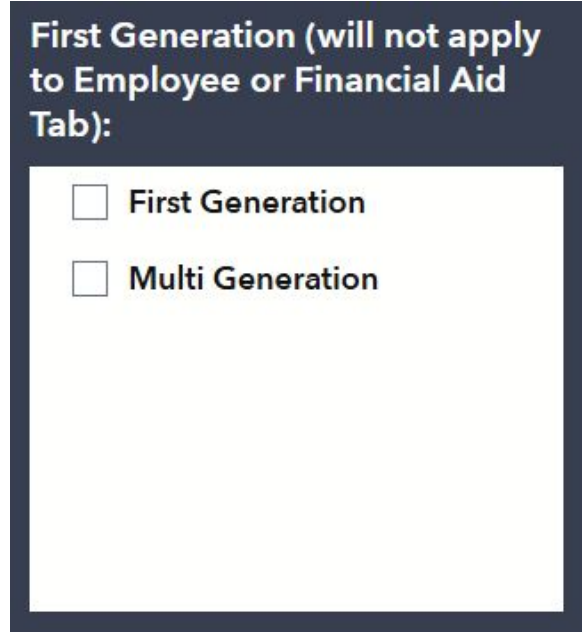 First Generation (will not apply
to Employee or Financial Aid
Tab):
First Generation
Multi Generation